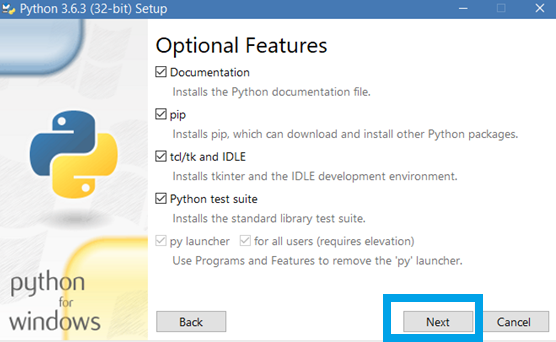 Python 3.6.3 (32-bit) Setup
Optional Features
Documentation
Installs the Python documentation file.
pip
Installs pip, which can download and install other Python packages.
tcl/tk and IDLE
Installs tkinter and the IDLE development environment.
Python test suite
Installs the standard library test suite.
py launcher for all users (requires elevation)
Use Programs and Features to remove the 'py' launcher.
python
for
windows
Back Next Cancel